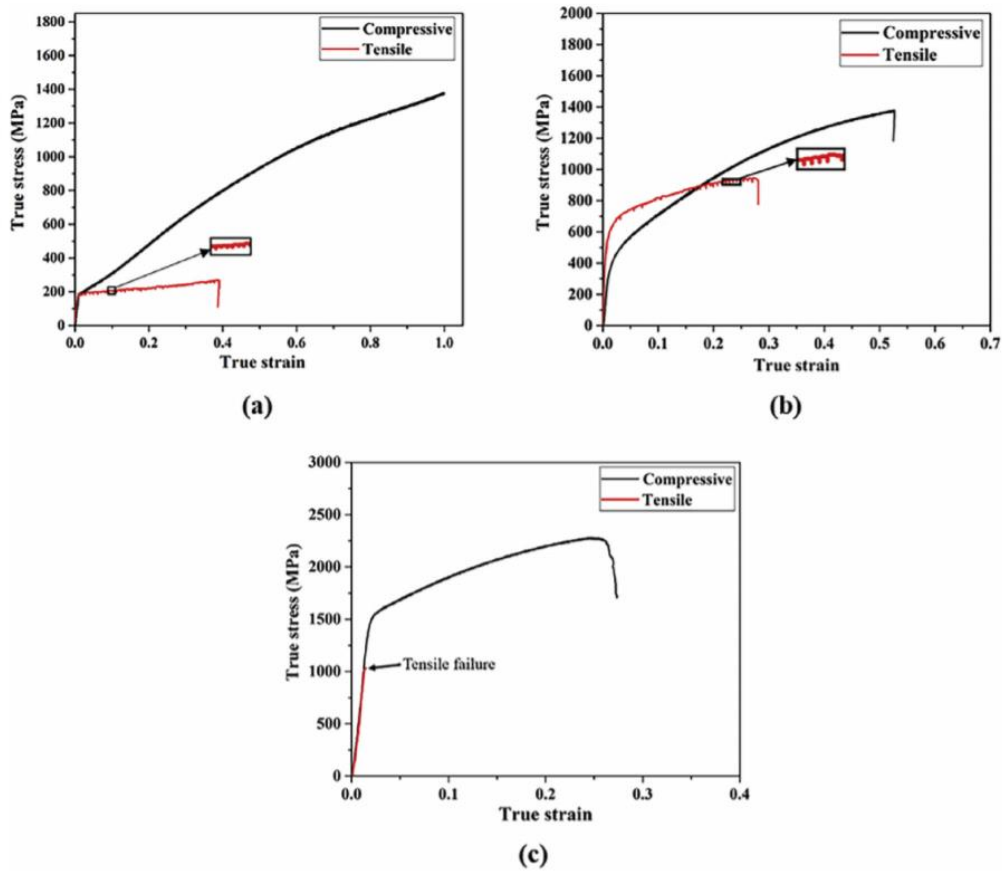 True stress (MPa)
1800
1600
1400
1200
1000
800
600
400
200
0
0.0 0.2 0.4 0.6 0.8 1.0
True strain
Compressive
Tensile
(a)
True stress (MPa)
2000
1800
1600
1400
1200
1000
800
600
400
200
0
0.0 0.1 0.2 0.3 0.4 0.5 0.6 0.7
True strain
Compressive
Tensile
(b)
True stress (MPa)
3000
2500
2000
1500
1000
500
0
0.0 0.1 0.2 0.3 0.4
True strain
Compressive
Tensile
Tensile failure
(c)